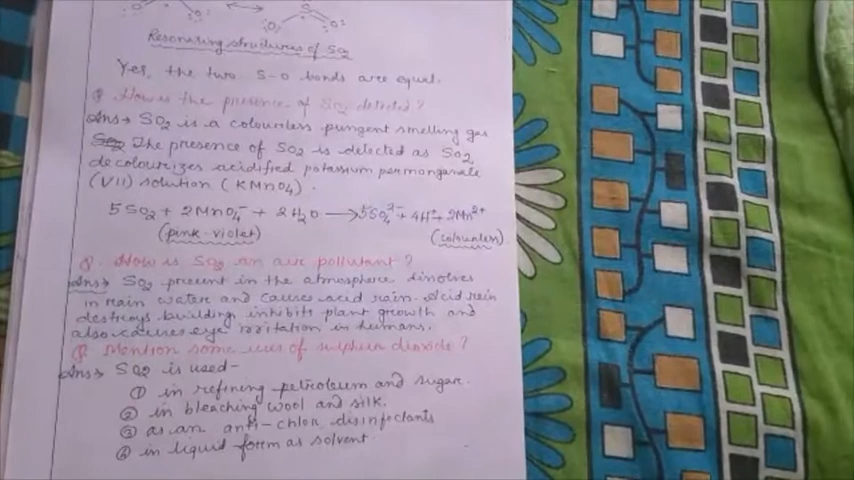 Resonating structures of SO2
Yes, the two S-O bonds are equal.
Q How is the presence of SO2 detected?
Ans→ SO2 is a colourless pungent smelling gas
The presence of SO2 is detected as SO2
decolourizes acidified potassium permanganate
(VII) solution (KMnO4).
5SO2 + 2MnO4⁻ + 2H2O ⟶ 5SO4²⁻ + 4H⁺ + 2Mn²⁺
(pink-violet) (colourless)
Q. How is SO2 an air pollutant?
Ans→ SO2 present in the atmosphere dissolves
in rain water and causes acid rain. Acid rain
destroys building inhibits plant growth and
also causes eye irritation in humans.
Q Mention some uses of sulphur dioxide?
Ans→ SO2 is used-
① in refining petroleum and sugar.
② in bleaching wool and silk.
③ as an anti-chlor disinfectants
④ in liquid form as solvent